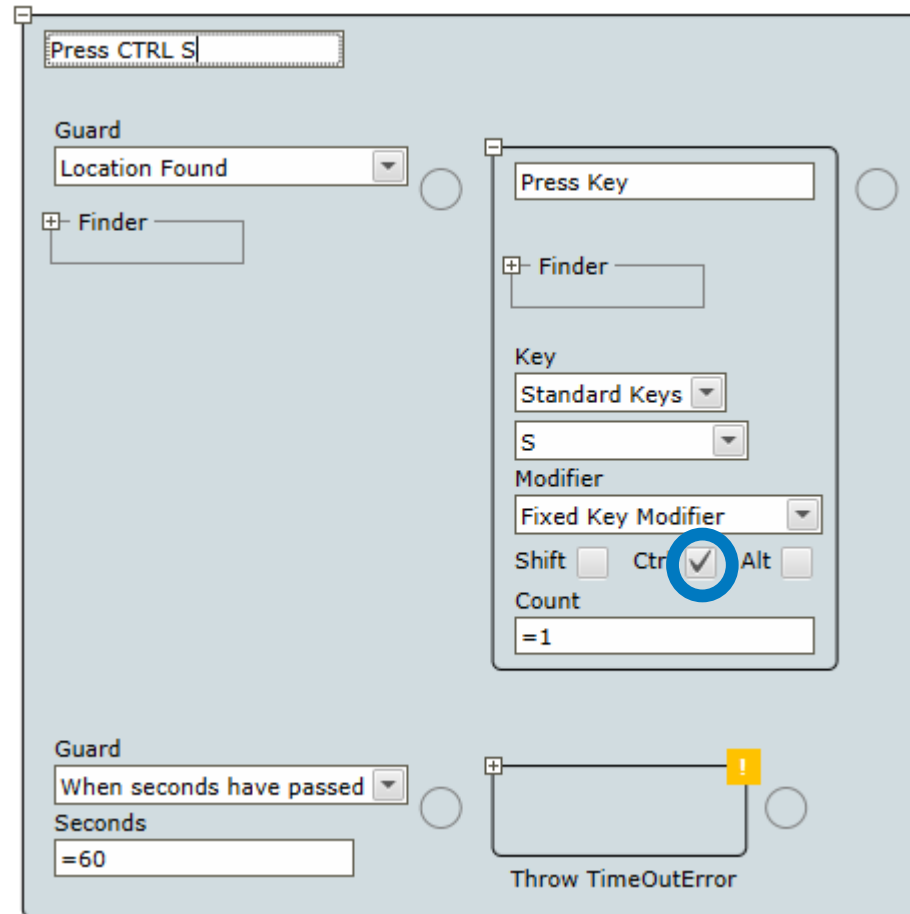 Press CTRL S
Guard
Location Found
Finder
Press Key
Finder
Key
Standard Keys
S
Modifier
Fixed Key Modifier
Shift Ctr Alt
Count
=1
Guard
When seconds have passed
Seconds
=60
!
Throw TimeOutError